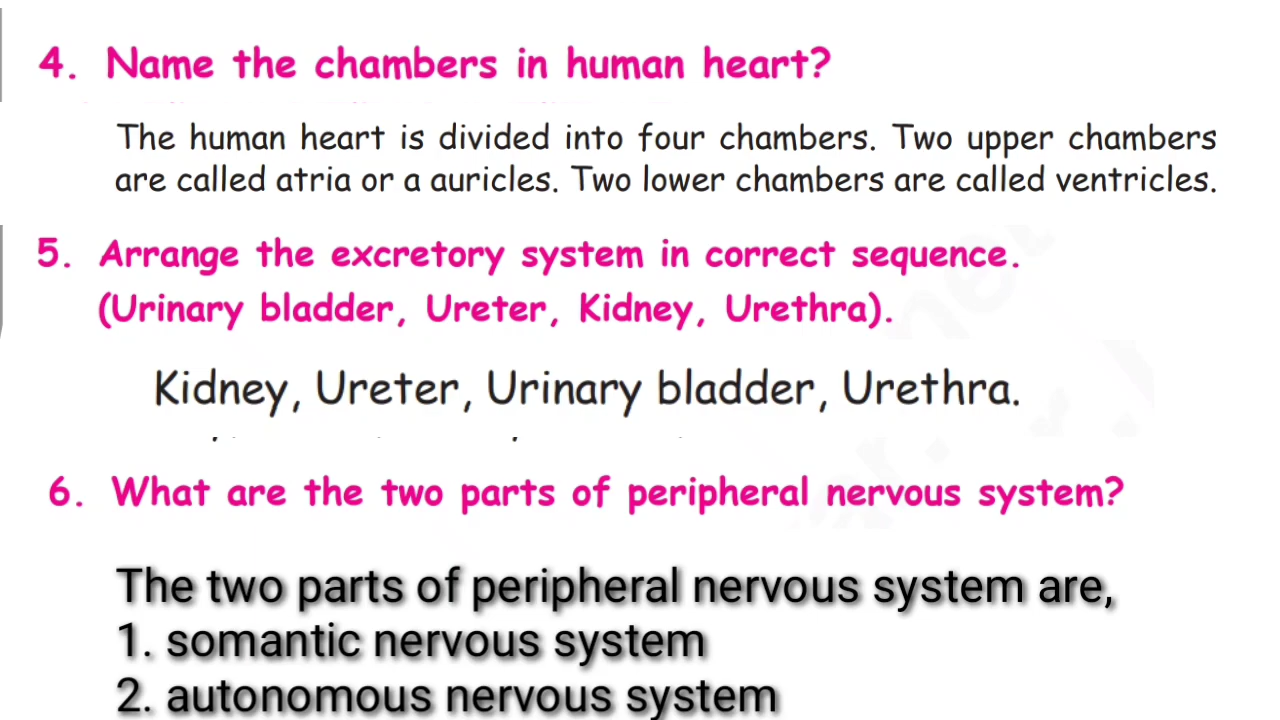 4. Name the chambers in human heart?
The human heart is divided into four chambers. Two upper chambers
are called atria or a auricles. Two lower chambers are called ventricles.
5. Arrange the excretory system in correct sequence.
(Urinary bladder, Ureter, Kidney, Urethra).
Kidney, Ureter, Urinary bladder, Urethra.
6. What are the two parts of peripheral nervous system?
The two parts of peripheral nervous system are,
1. somantic nervous system
2. autonomous nervous system